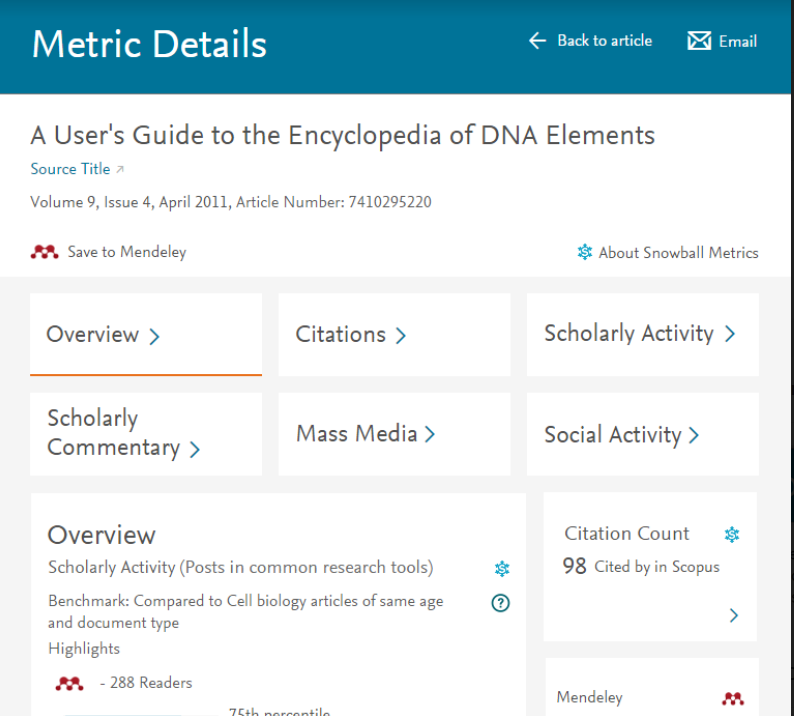 Metric Details
Back to article
Email
A User's Guide to the Encyclopedia of DNA Elements
Source Title
Volume 9, Issue 4, April 2011, Article Number: 7410295220
Save to Mendeley
About Snowball Metrics
Overview
Citations
Scholarly Activity
Scholarly
Commentary
Mass Media
Social Activity
Overview
Scholarly Activity (Posts in common research tools)
Benchmark: Compared to Cell biology articles of same age
and document type
Highlights
- 288 Readers
75th percentile
Citation Count
98 Cited by in Scopus
Mendeley